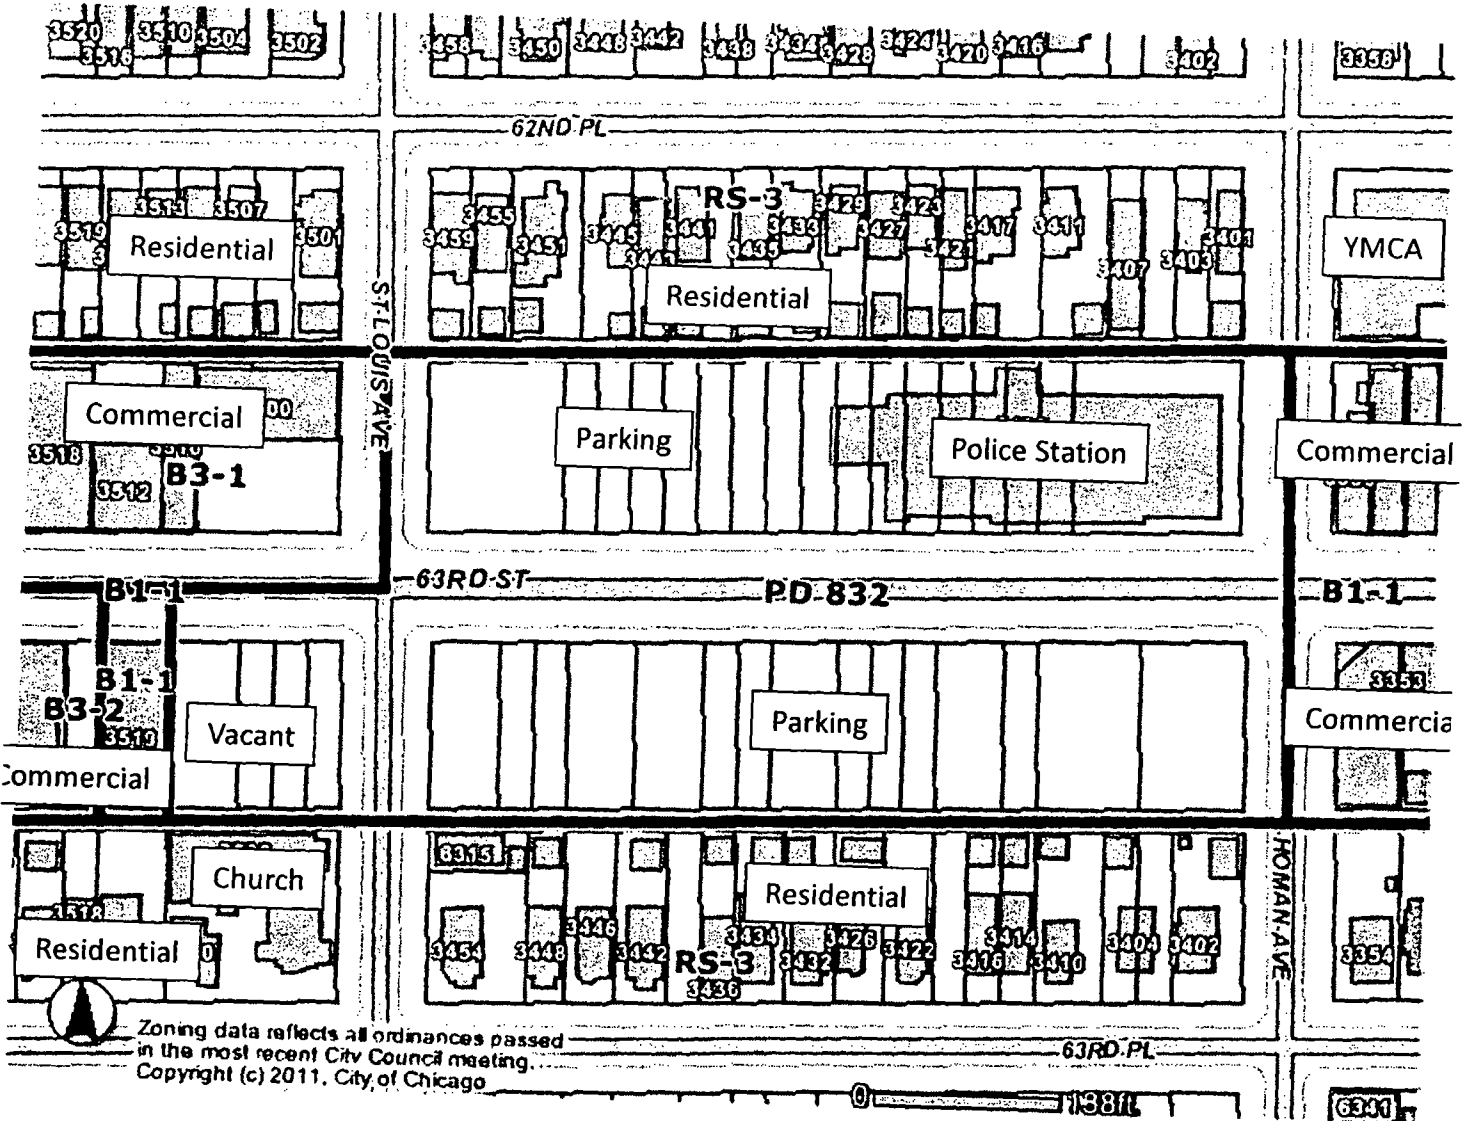 3520 3510 3504 3502
3516
3458 3450 3448 3442 3438 3434 3428 3424 3420 3416 3402
3358
62ND PL
3513 3507
3519 3501
Residential
RS-3
3459 3455 3451 3445 3443 3441 3435 3433 3429 3427 3423 3421 3417 3411 3407 3403 3401
Residential
YMCA
ST LOUIS AVE
Commercial
3518 3512
B3-1
Parking
Police Station
Commercial
63RD ST
PD 832
B1-1
B1-1
B1-1
B3-2
3519
Vacant
Parking
3353
Commercia
Commercial
Church
6315
Residential
3518
Residential
3454 3448 3446 3442 3434 3432 3426 3422 3416 3414 3410 3404 3402
RS-3
3436
3354
HOMAN AVE
Zoning data reflects all ordinances passed
in the most recent City Council meeting.
Copyright (c) 2011, City of Chicago
63RD PL
0 188ft.
6341